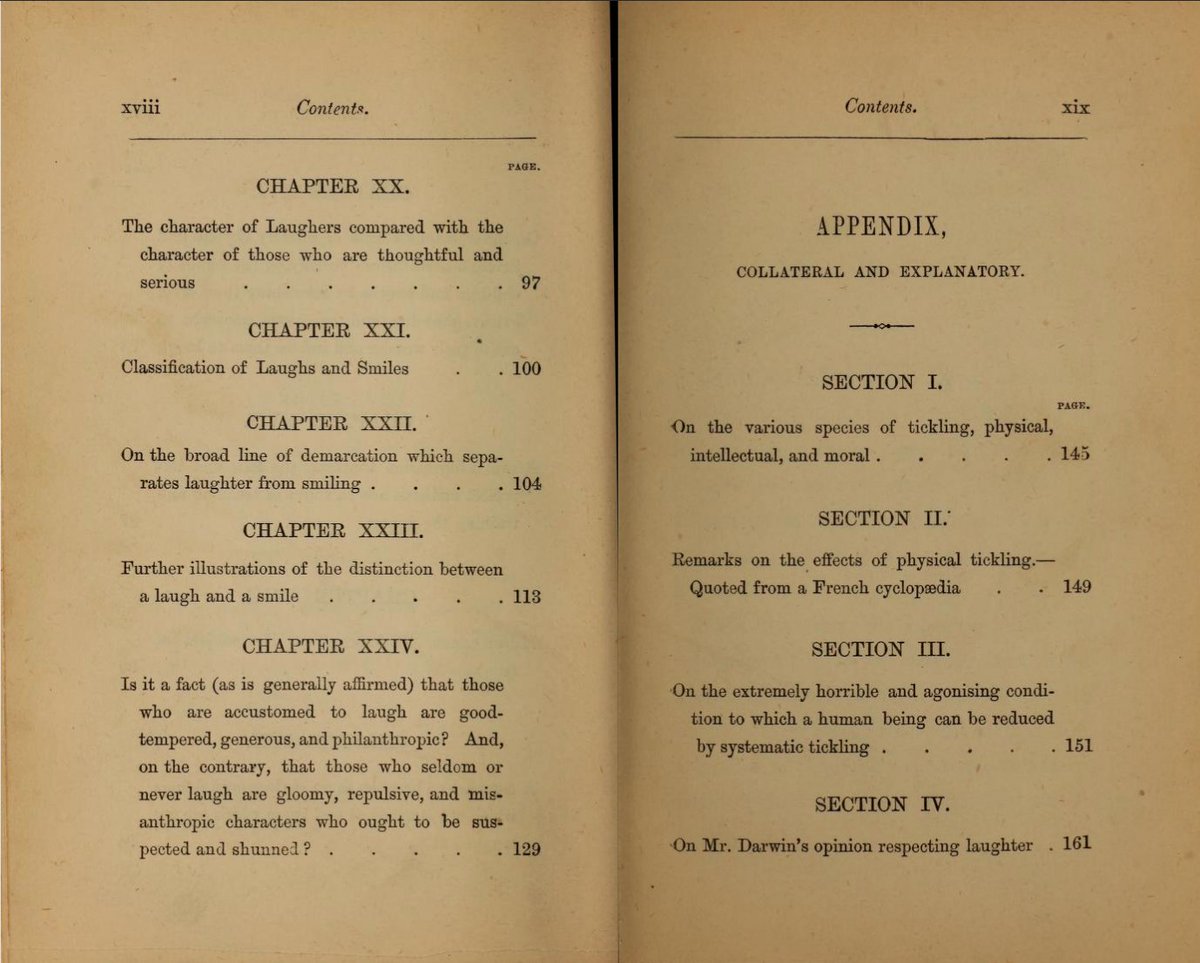 xviii Contents.
PAGE.
CHAPTER XX.
The character of Laughers compared with the
character of those who are thoughtful and
serious . . . . . . . 97
CHAPTER XXI.
Classification of Laughs and Smiles . . 100
CHAPTER XXII.
On the broad line of demarcation which sepa-
rates laughter from smiling . . . . 104
CHAPTER XXIII.
Further illustrations of the distinction between
a laugh and a smile . . . . . 113
CHAPTER XXIV.
Is it a fact (as is generally affirmed) that those
who are accustomed to laugh are good-
tempered, generous, and philanthropic? And,
on the contrary, that those who seldom or
never laugh are gloomy, repulsive, and mis-
anthropic characters who ought to be sus-
pected and shunned? . . . . . 129
Contents. xix
APPENDIX,
COLLATERAL AND EXPLANATORY.
SECTION I.
PAGE.
On the various species of tickling, physical,
intellectual, and moral . . . . . 145
SECTION II.
Remarks on the effects of physical tickling.—
Quoted from a French cyclopædia . . 149
SECTION III.
On the extremely horrible and agonising condi-
tion to which a human being can be reduced
by systematic tickling . . . . . 151
SECTION IV.
On Mr. Darwin's opinion respecting laughter . 161